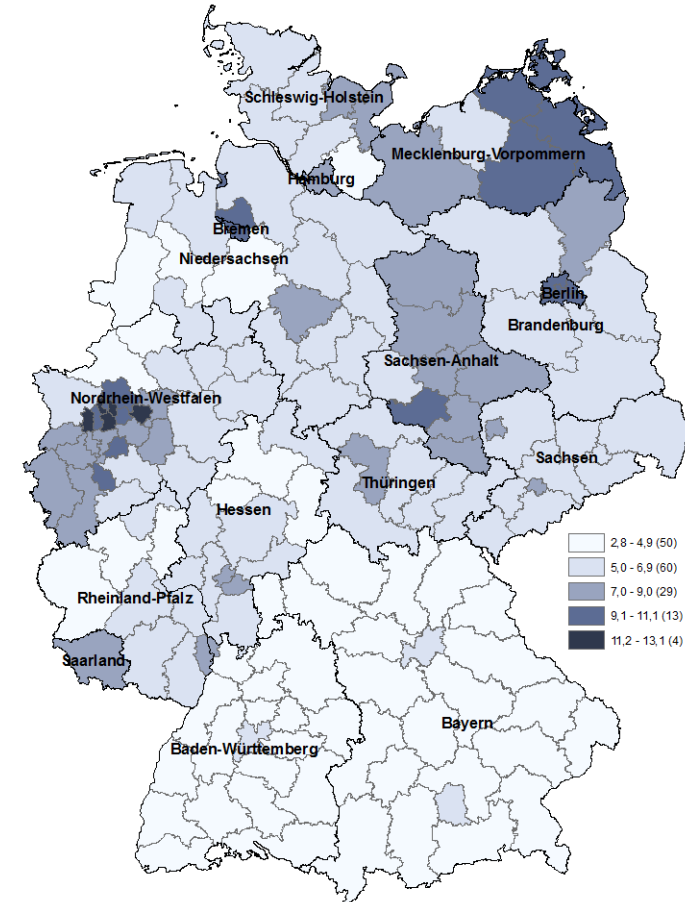 Schleswig-Holstein
Mecklenburg-Vorpommern
Hamburg
Bremen
Niedersachsen
Berlin
Brandenburg
Sachsen-Anhalt
Nordrhein-Westfalen
Sachsen
Thüringen
Hessen
Rheinland-Pfalz
Saarland
Bayern
Baden-Württemberg
2,8 - 4,9 (50)
5,0 - 6,9 (60)
7,0 - 9,0 (29)
9,1 - 11,1 (13)
11,2 - 13,1 (4)